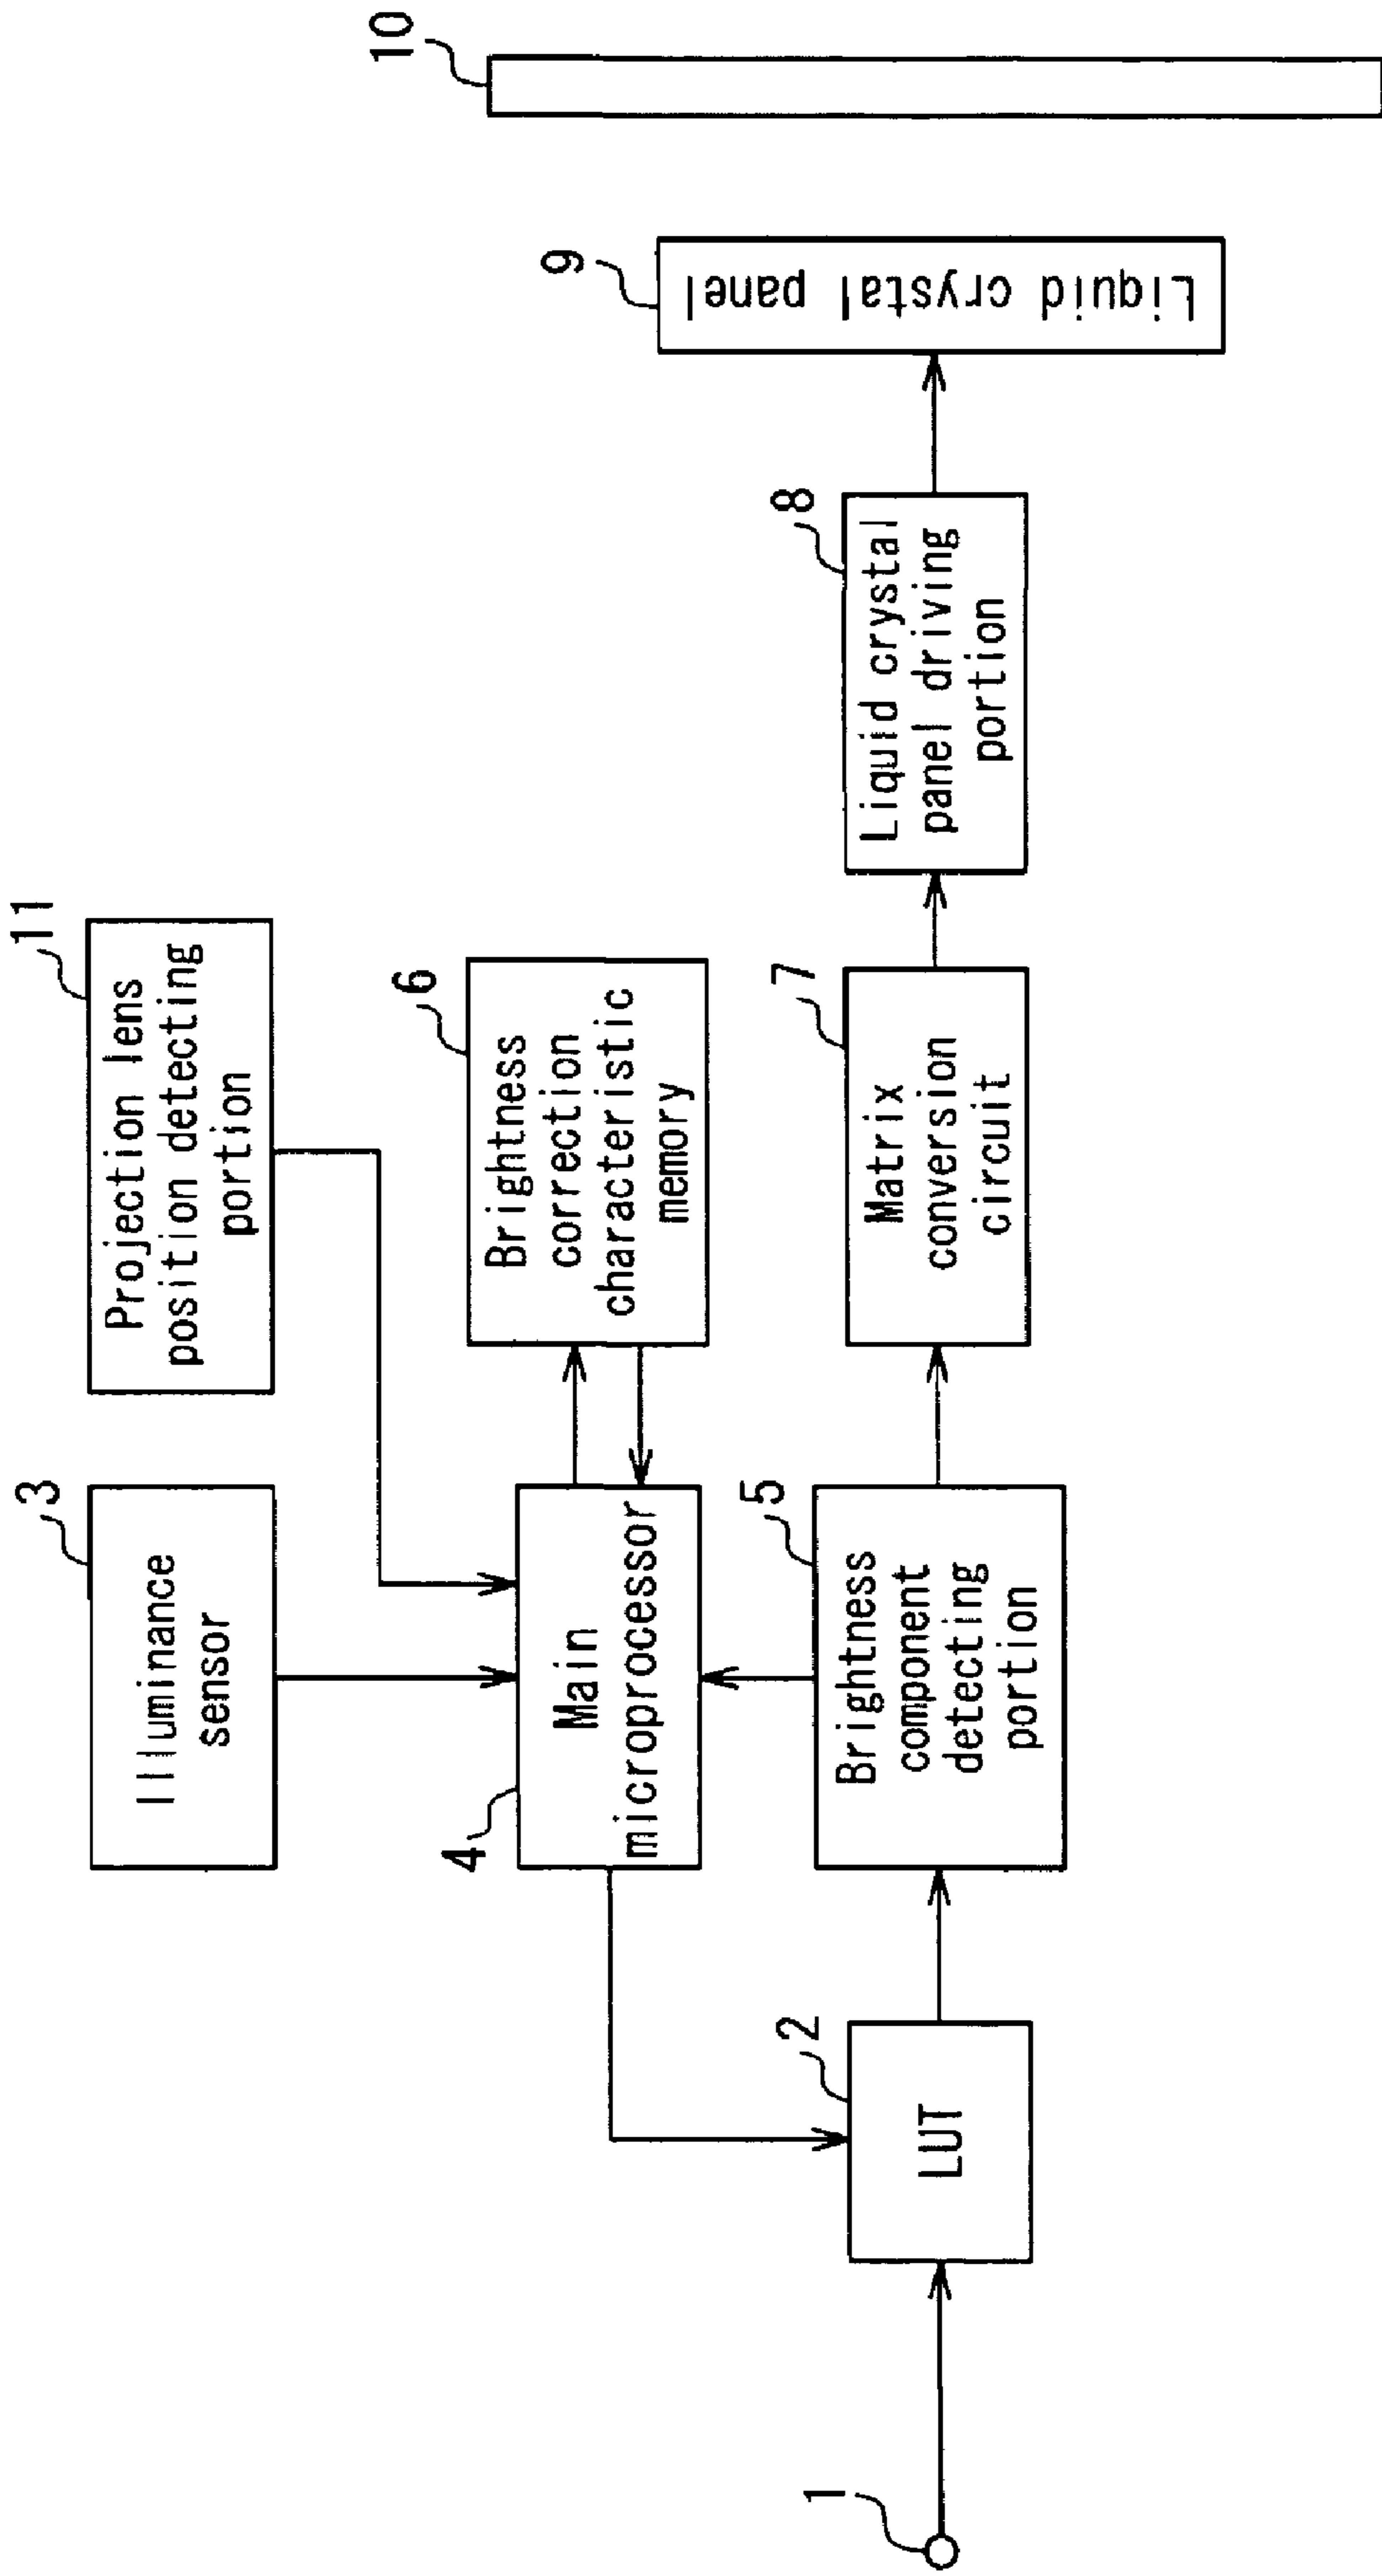 11
Projection lens
position detecting
portion
3
Illuminance
sensor
10
6
Brightness
correction
characteristic
memory
4
Main
microprocessor
9
Liquid crystal panel
8
Liquid crystal
panel driving
portion
7
Matrix
conversion
circuit
5
Brightness
component
detecting
portion
2
LUT
1